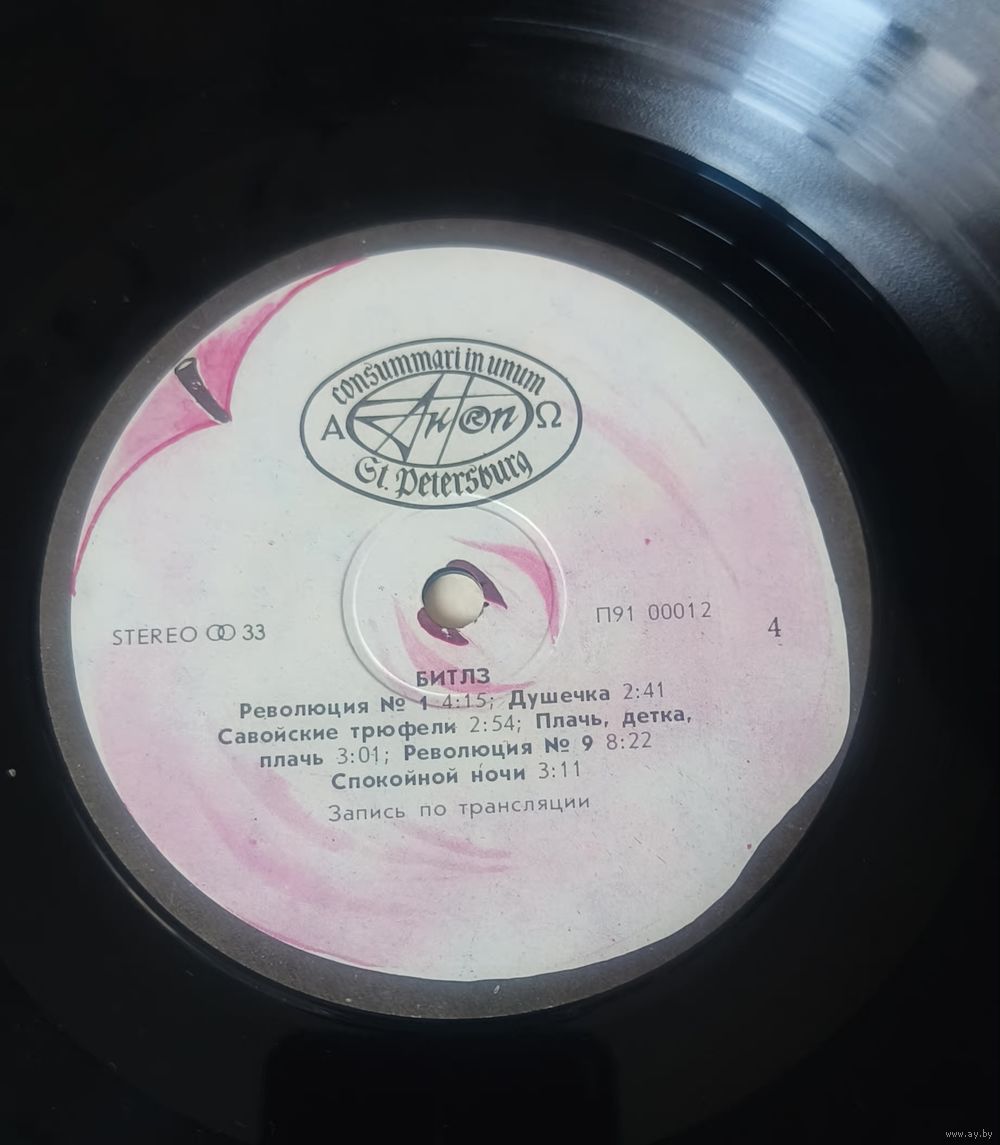 consummari in unum
Α АнТроп Ω
St. Petersburg
STEREO 33
П91 00012
4
БИТЛЗ
Революция № 1 4:15; Душечка 2:41
Савойские трюфели 2:54; Плачь, детка,
плачь 3:01; Революция № 9 8:22
Спокойной ночи 3:11
Запись по трансляции
www.ay.by